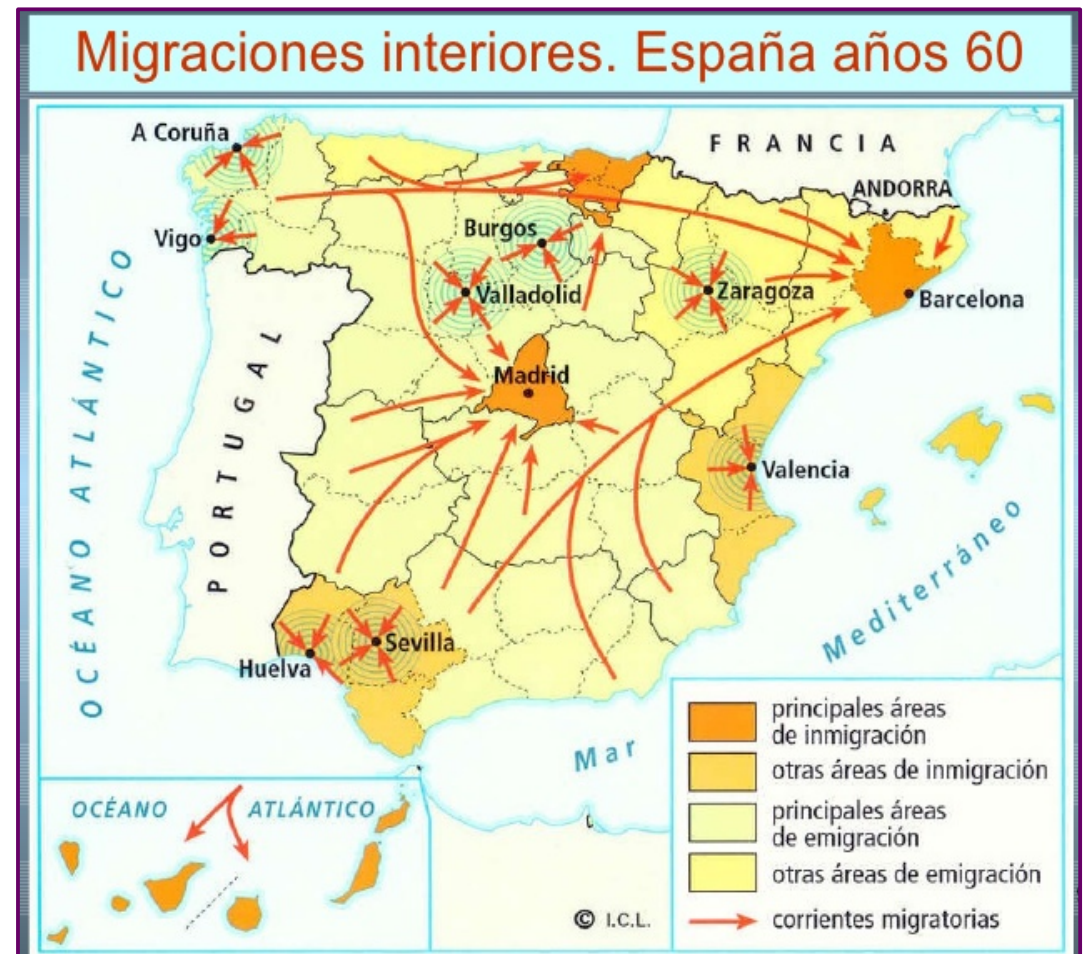 Migraciones interiores. España años 60
A Coruña
FRANCIA
ANDORRA
Vigo
Burgos
Valladolid
Zaragoza
Barcelona
OCÉANO ATLÁNTICO
PORTUGAL
Madrid
Valencia
Sevilla
Huelva
Mar Mediterráneo
OCÉANO ATLÁNTICO
principales áreas
de inmigración
otras áreas de inmigración
principales áreas
de emigración
otras áreas de emigración
corrientes migratorias
© I.C.L.